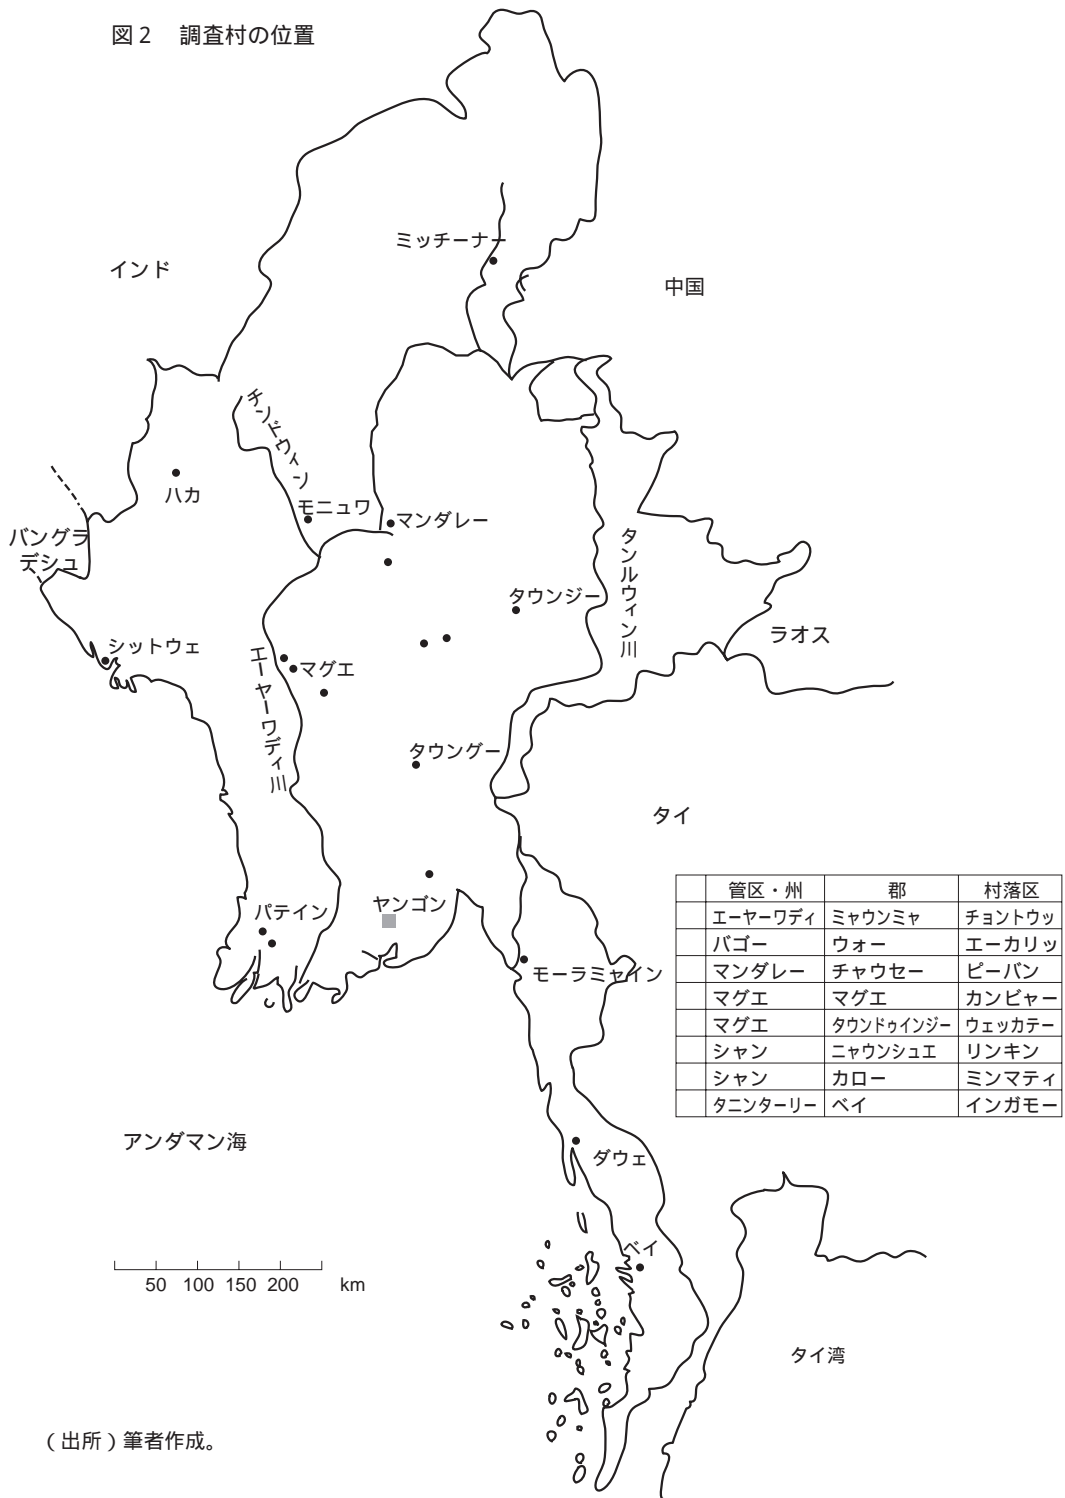 図2 調査村の位置
ミッチーナー
インド
中国
チンドウィン
ハカ
モニュワ
マンダレー
バングラ
デシュ
タンルウィン川
タウンジー
ラオス
シットウェ
エーヤーワディ川
マグエ
タウングー
タイ
パテイン
ヤンゴン
モーラミャイン
管区・州 郡 村落区
エーヤーワディ ミャウンミャ チョントウッ
バゴー ウォー エーカリッ
マンダレー チャウセー ピーバン
マグエ マグエ カンビャー
マグエ タウンドゥインジー ウェッカテー
シャン ニャウンシュエ リンキン
シャン カロー ミンマティ
タニンターリー ベイ インガモー
アンダマン海
ダウェ
ベイ
50 100 150 200 km
タイ湾
(出所)筆者作成。